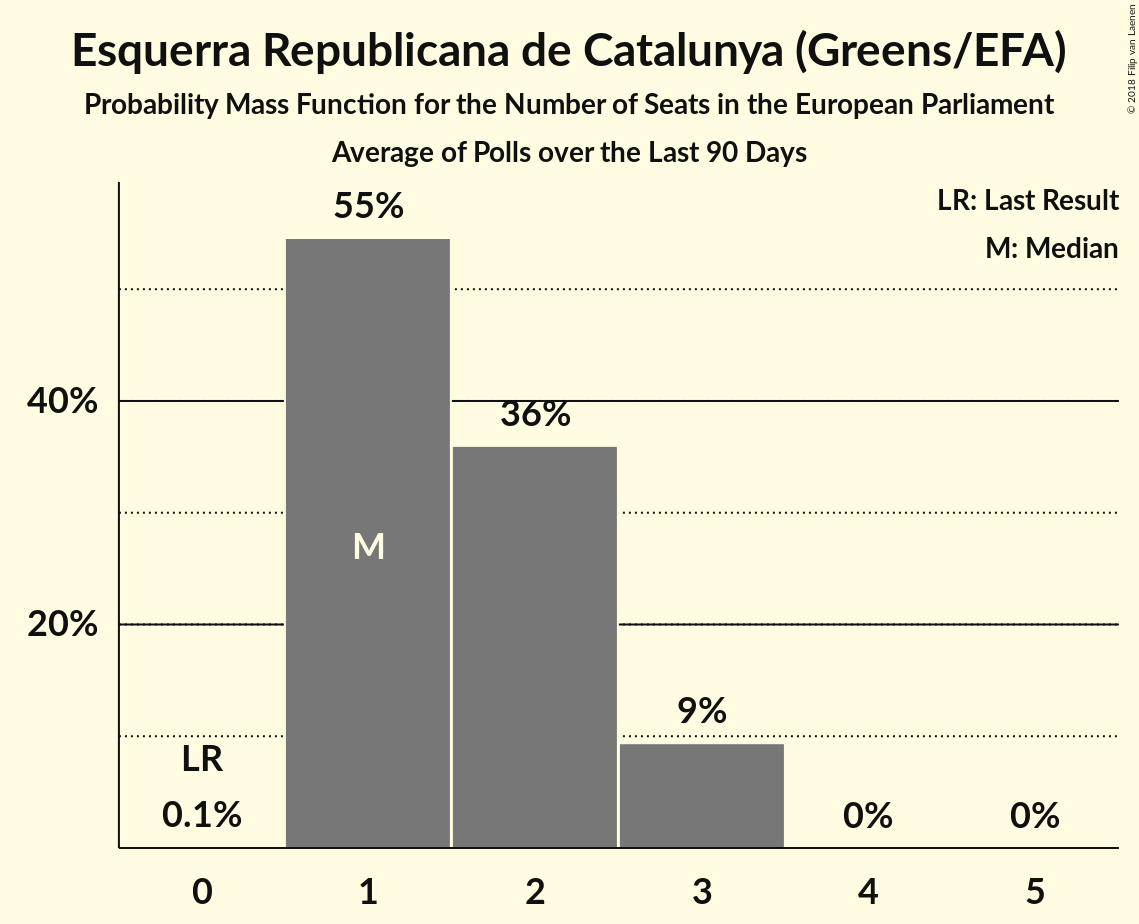 Esquerra Republicana de Catalunya (Greens/EFA)
Probability Mass Function for the Number of Seats in the European Parliament
Average of Polls over the Last 90 Days
© 2018 Filip van Laenen
LR: Last Result
M: Median
55%
40%
36%
M
20%
9%
LR
0.1%
0%
0%
0
1
2
3
4
5